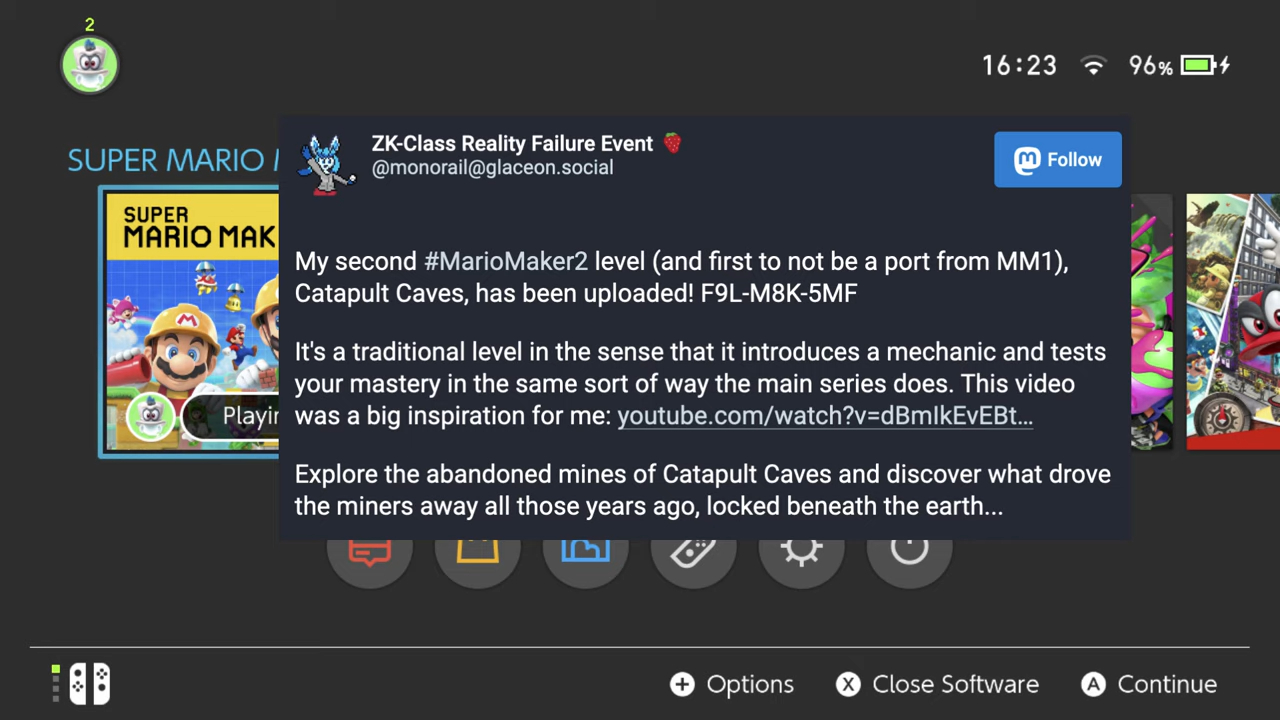 2
16:23
96%
SUPER MARIO
ZK-Class Reality Failure Event
@monorail@glaceon.social
Follow
SUPER
MARIO MAK
My second #MarioMaker2 level (and first to not be a port from MM1),
Catapult Caves, has been uploaded! F9L-M8K-5MF
It's a traditional level in the sense that it introduces a mechanic and tests
your mastery in the same sort of way the main series does. This video
was a big inspiration for me: youtube.com/watch?v=dBmIkEvEBt…
Playin
Explore the abandoned mines of Catapult Caves and discover what drove
the miners away all those years ago, locked beneath the earth...
Options
X
Close Software
A
Continue